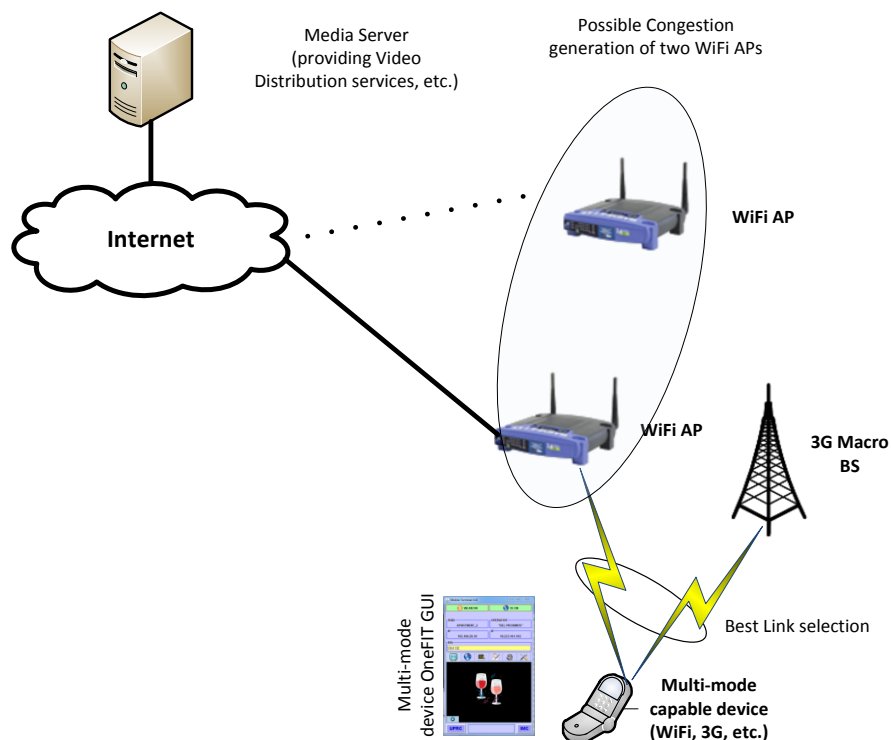 Media Server
(providing Video
Distribution services, etc.)
Possible Congestion
generation of two WiFi APs
WiFi AP
Internet
WiFi AP
3G Macro
BS
Best Link selection
Multi-mode
device OneFIT GUI
UPRC
Multi-mode
capable device
(WiFi, 3G, etc.)